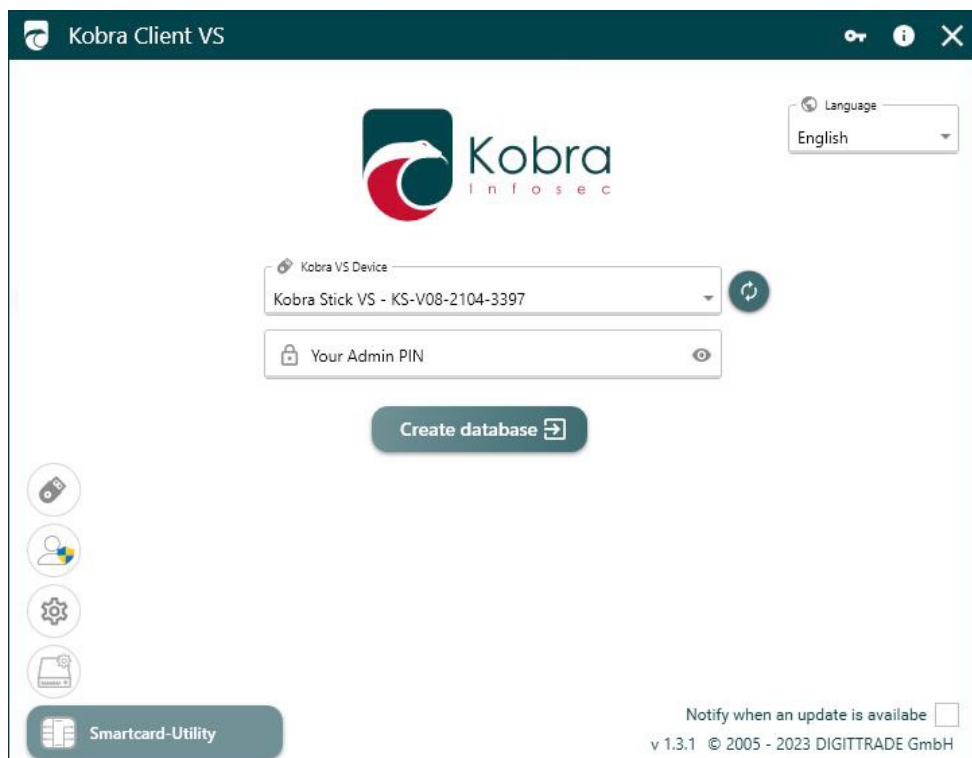 Kobra Client VS
Language
English
Kobra
Infosec
Kobra VS Device
Kobra Stick VS - KS-V08-2104-3397
Your Admin PIN
Create database
Smartcard-Utility
Notify when an update is availabe
v 1.3.1 © 2005 - 2023 DIGITTRADE GmbH